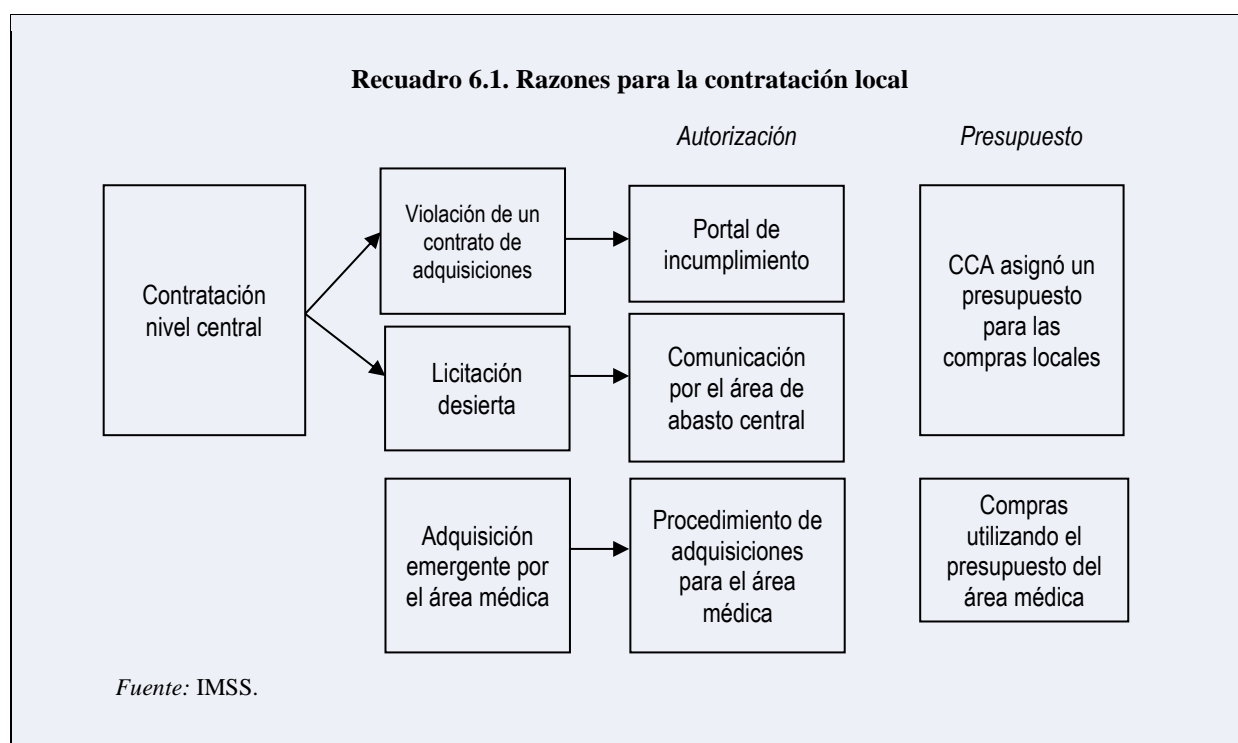 Recuadro 6.1. Razones para la contratación local
Autorización
Presupuesto
Contratación
nivel central
Violación de un
contrato de
adquisiciones
Portal de
incumplimiento
CCA asignó un
presupuesto
para las
compras locales
Licitación
desierta
Comunicación
por el área de
abasto central
Adquisición
emergente por
el área médica
Procedimiento de
adquisiciones
para el área
médica
Compras
utilizando el
presupuesto del
área médica
Fuente: IMSS.